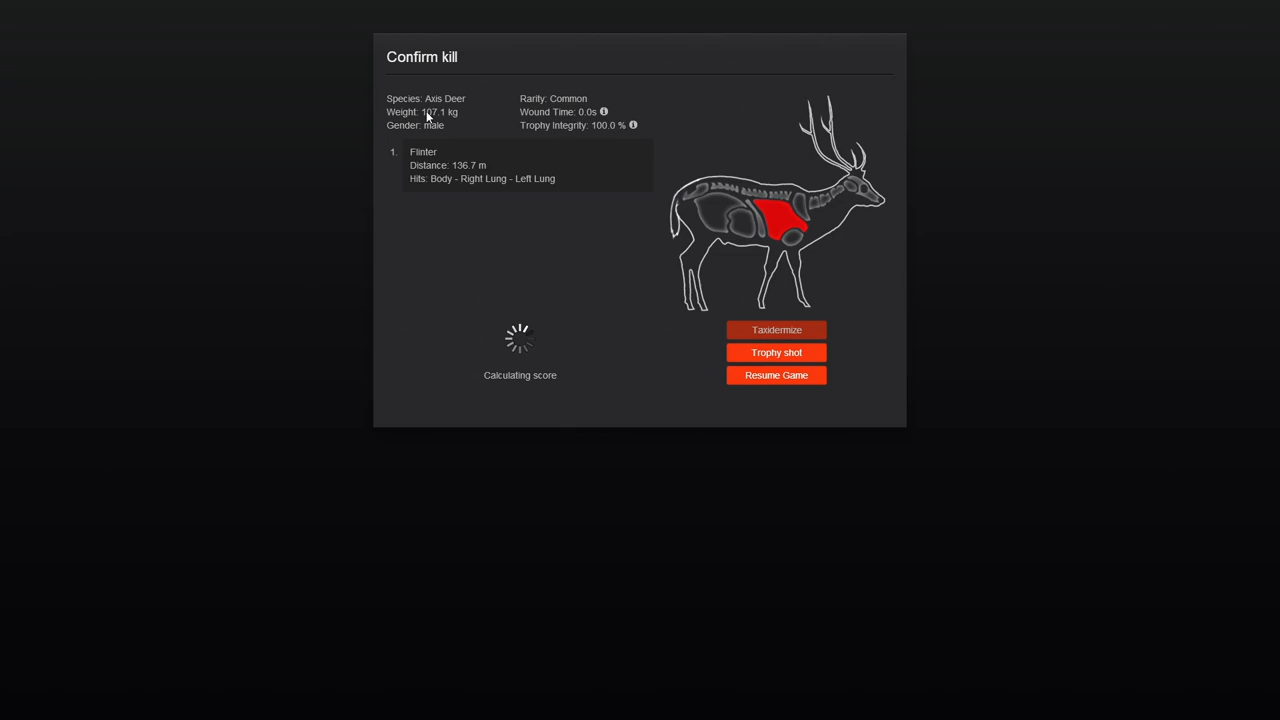 Confirm kill
Species: Axis Deer
Weight: 107.1 kg
Gender: male
Rarity: Common
Wound Time: 0.0s
Trophy Integrity: 100.0 %
1. Flinter
Distance: 136.7 m
Hits: Body - Right Lung - Left Lung
Calculating score
Taxidermize
Trophy shot
Resume Game